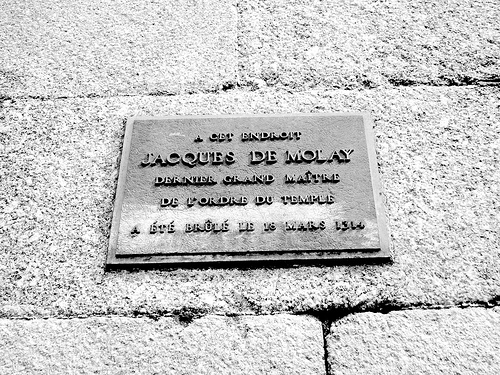 A CET ENDROIT
JACQUES DE MOLAY
DERNIER GRAND MAÎTRE
DE L'ORDRE DU TEMPLE
A ÉTÉ BRÛLÉ LE 18 MARS 1314